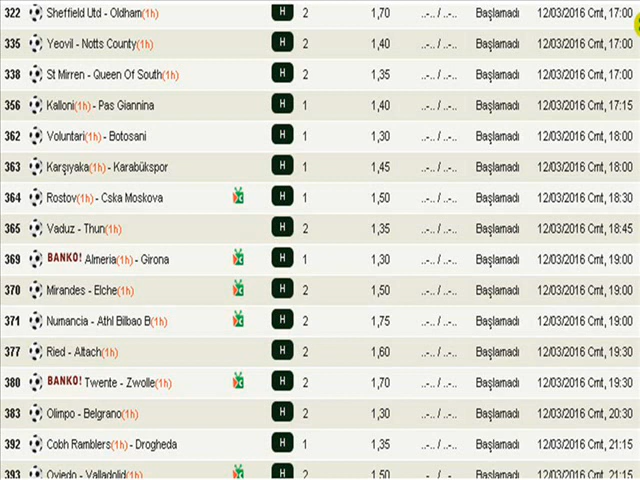 322 Sheffield Utd - Oldham(1h) H 2 1,70 ..-.. / ..-.. Başlamadı 12/03/2016 Cmt, 17:00
335 Yeovil - Notts County(1h) H 2 1,40 ..-.. / ..-.. Başlamadı 12/03/2016 Cmt, 17:00
338 St Mirren - Queen Of South(1h) H 2 1,35 ..-.. / ..-.. Başlamadı 12/03/2016 Cmt, 17:00
356 Kalloni(1h) - Pas Giannina H 1 1,40 ..-.. / ..-.. Başlamadı 12/03/2016 Cmt, 17:15
362 Voluntari(1h) - Botosani H 1 1,30 ..-.. / ..-.. Başlamadı 12/03/2016 Cmt, 18:00
363 Karşıyaka(1h) - Karabükspor H 1 1,45 ..-.. / ..-.. Başlamadı 12/03/2016 Cmt, 18:00
364 Rostov(1h) - Cska Moskova H 1 1,50 ..-.. / ..-.. Başlamadı 12/03/2016 Cmt, 18:30
365 Vaduz - Thun(1h) H 2 1,35 ..-.. / ..-.. Başlamadı 12/03/2016 Cmt, 18:45
369 BANKO! Almeria(1h) - Girona H 1 1,30 ..-.. / ..-.. Başlamadı 12/03/2016 Cmt, 19:00
370 Mirandes - Elche(1h) H 2 1,50 ..-.. / ..-.. Başlamadı 12/03/2016 Cmt, 19:00
371 Numancia - Athl Bilbao B(1h) H 2 1,75 ..-.. / ..-.. Başlamadı 12/03/2016 Cmt, 19:00
377 Ried - Altach(1h) H 2 1,60 ..-.. / ..-.. Başlamadı 12/03/2016 Cmt, 19:30
380 BANKO! Twente - Zwolle(1h) H 2 1,70 ..-.. / ..-.. Başlamadı 12/03/2016 Cmt, 19:30
383 Olimpo - Belgrano(1h) H 2 1,30 ..-.. / ..-.. Başlamadı 12/03/2016 Cmt, 20:30
392 Cobh Ramblers(1h) - Drogheda H 1 1,35 ..-.. / ..-.. Başlamadı 12/03/2016 Cmt, 21:15
393 Oviedo - Valladolid(1h) H 2 1,50 ..-.. / ..-.. Başlamadı 12/03/2016 Cmt, 21:15